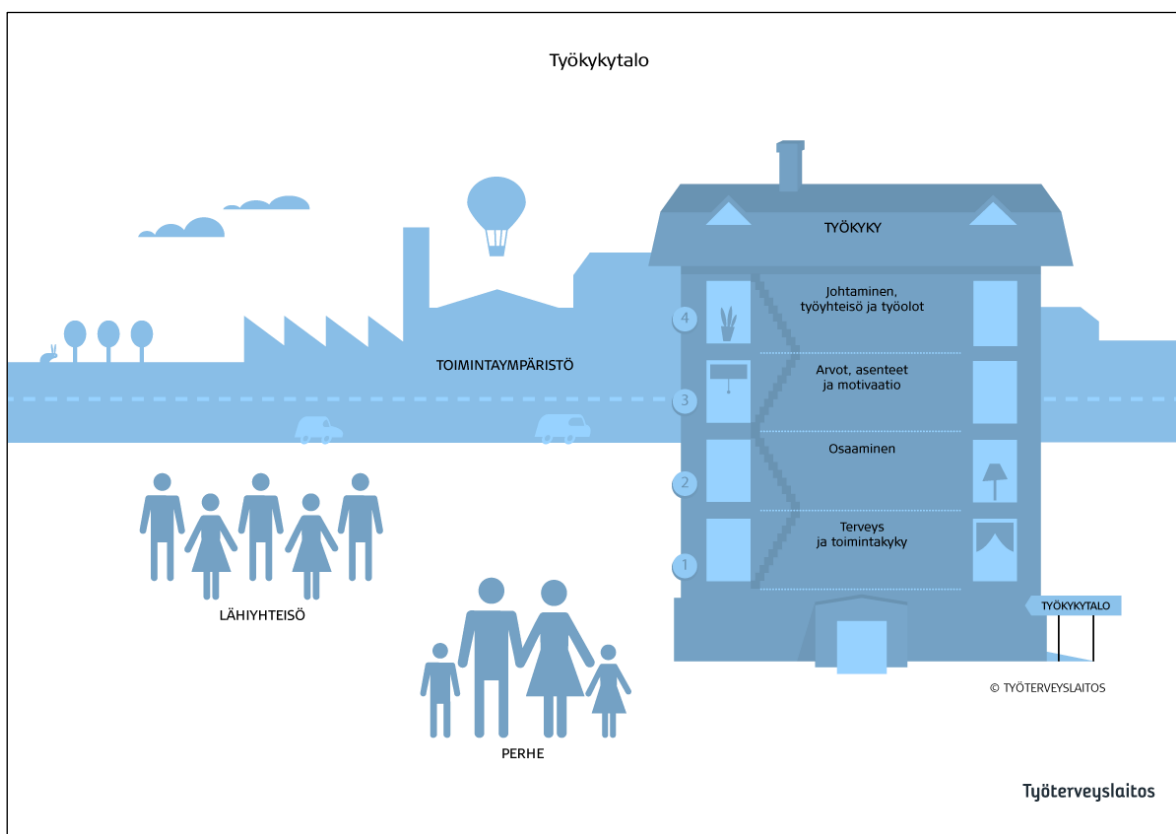 Työkykytalo
TYÖKYKY
4
Johtaminen,
työyhteisö ja työolot
TOIMINTAYMPÄRISTÖ
3
Arvot, asenteet
ja motivaatio
2
Osaaminen
1
Terveys
ja toimintakyky
LÄHIYHTEISÖ
TYÖKYKYTALO
PERHE
© TYÖTERVEYSLAITOS
Työterveyslaitos